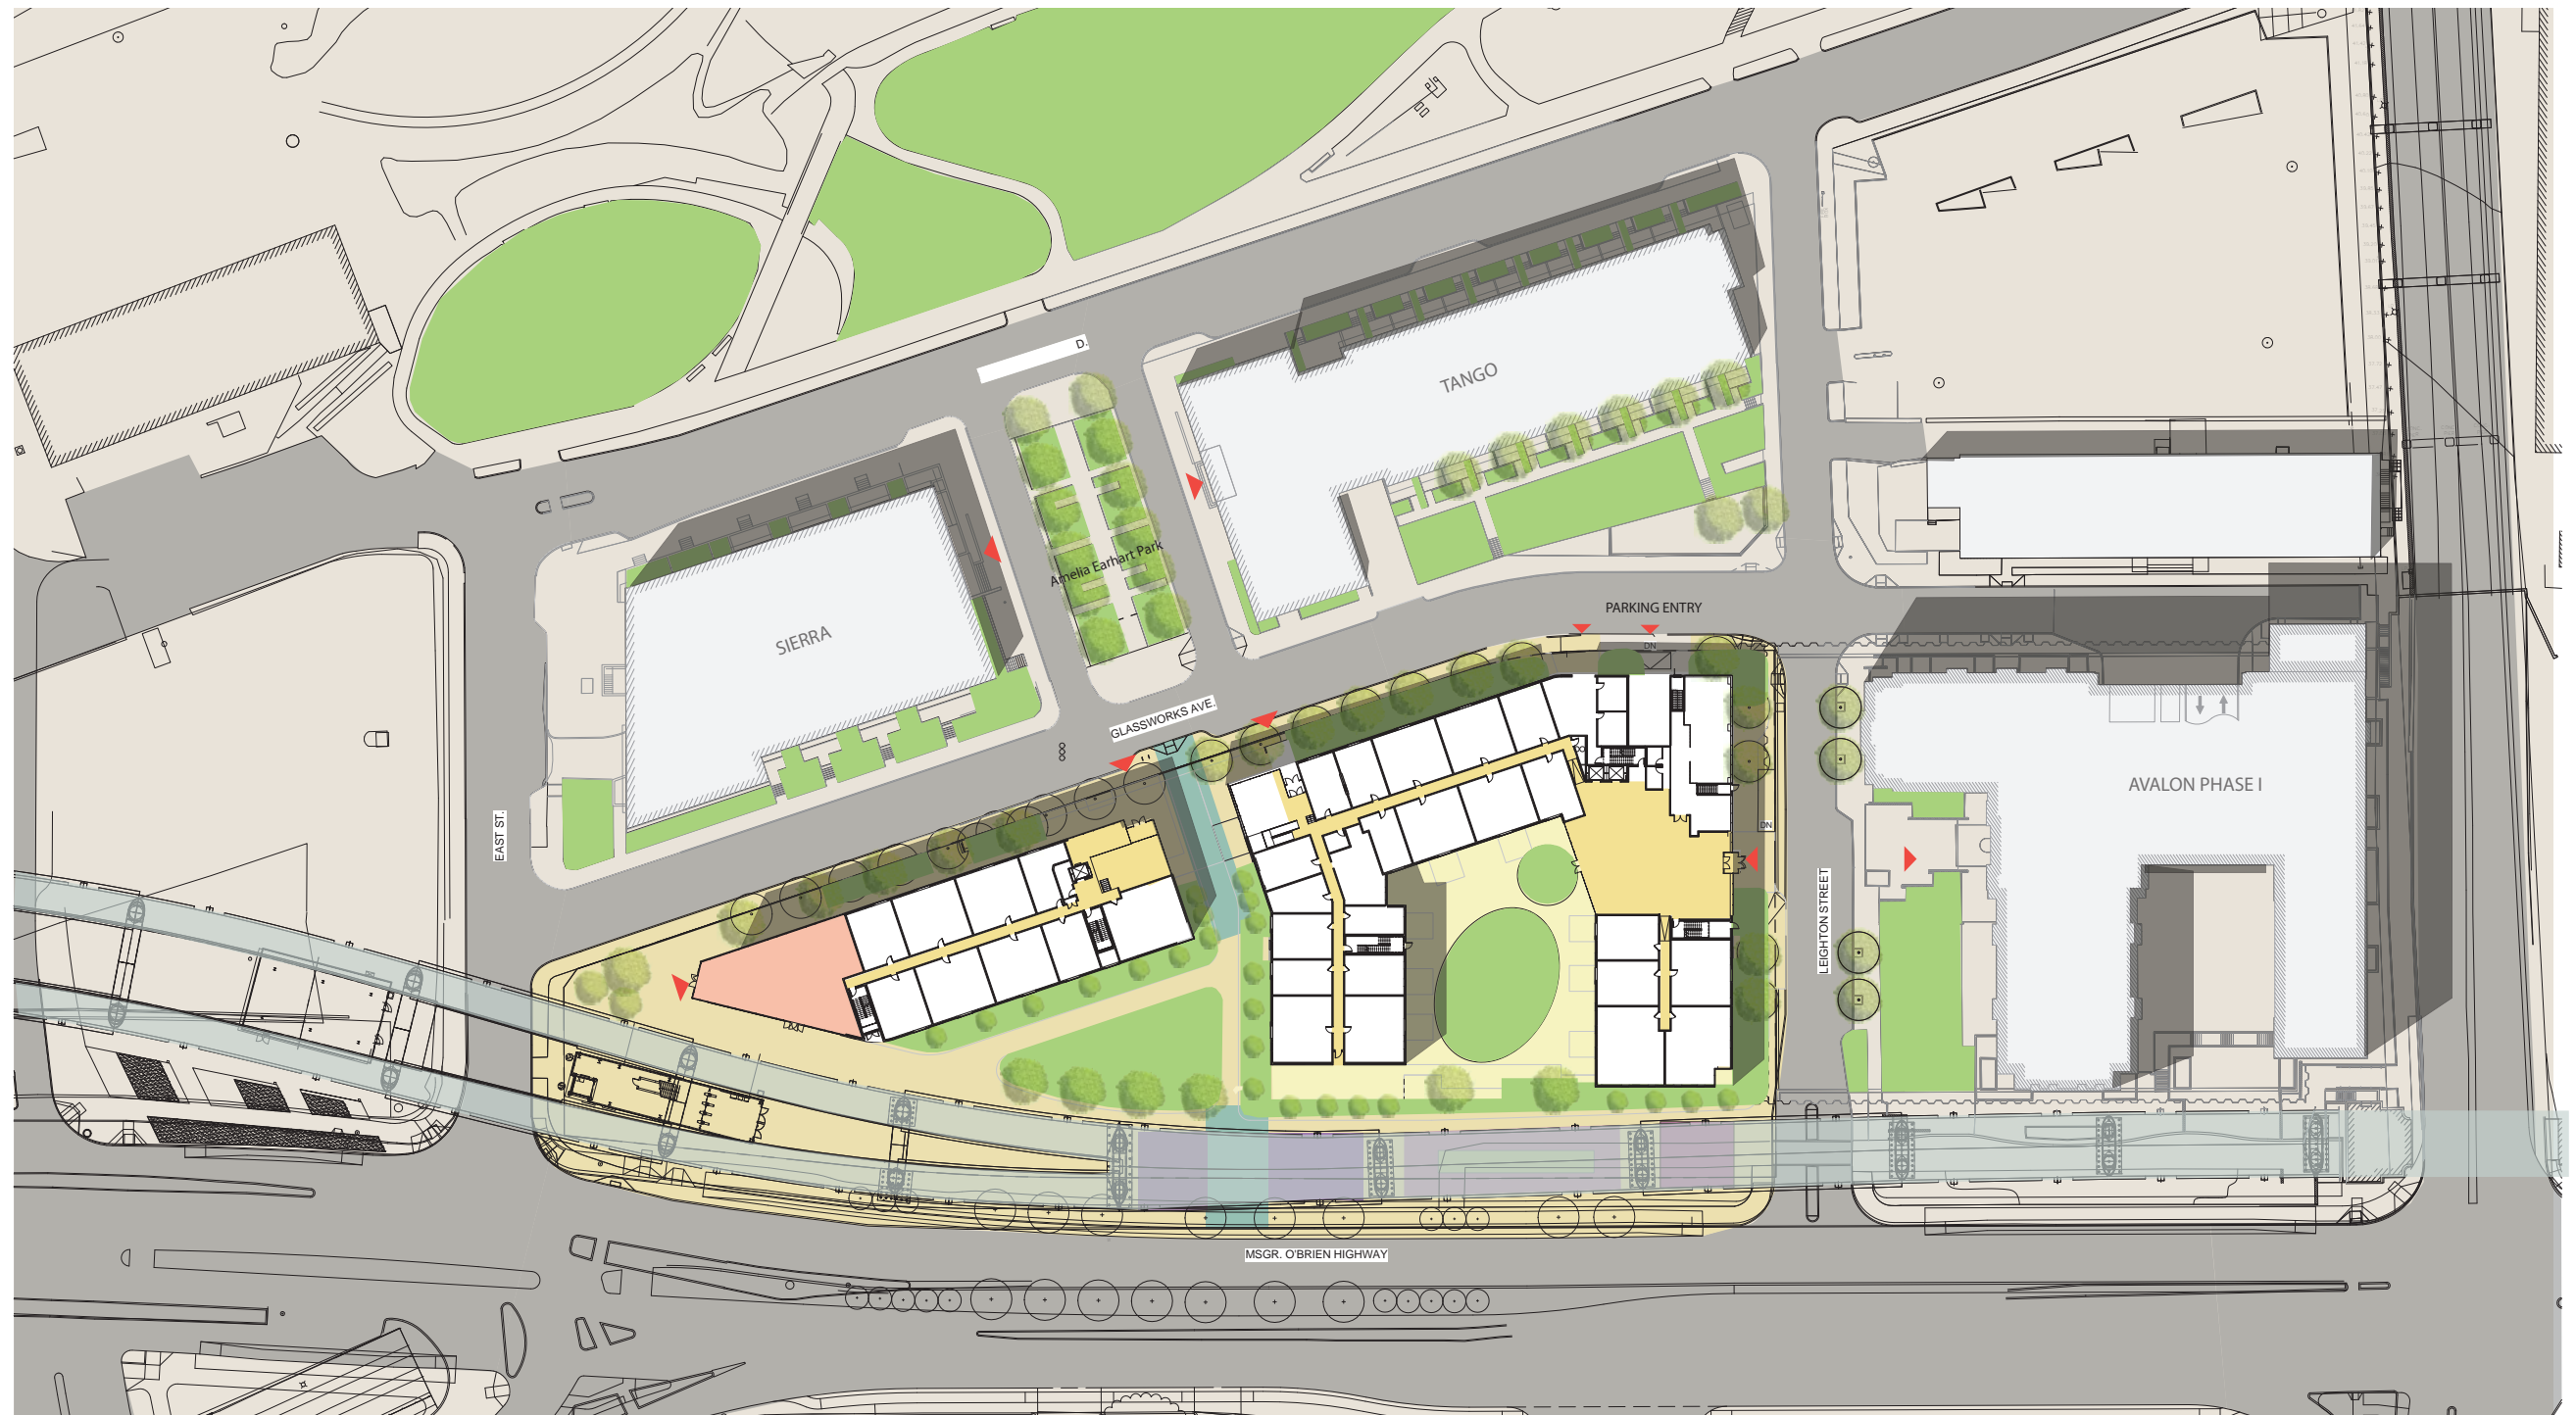 D.
TANGO
Amelia Earhart Park
PARKING ENTRY
SIERRA
DN
GLASSWORKS AVE.
AVALON PHASE I
EAST ST.
DN
LEIGHTON STREET
MSGR. O'BRIEN HIGHWAY